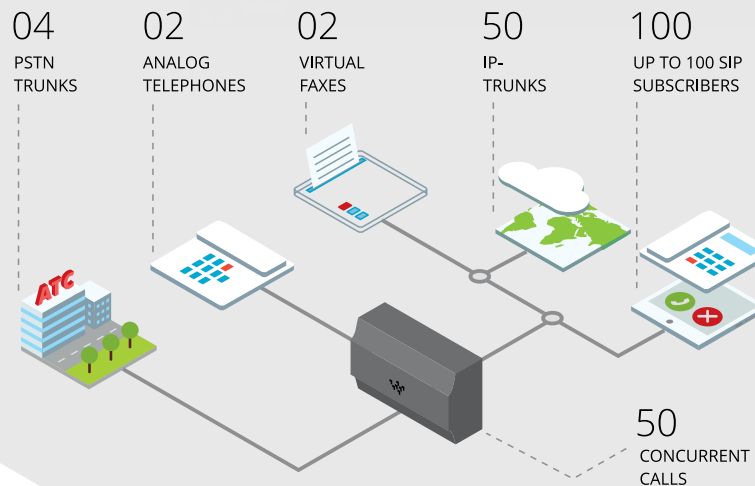 04
PSTN
TRUNKS
02
ANALOG
TELEPHONES
02
VIRTUAL
FAXES
50
IP-
TRUNKS
100
UP TO 100 SIP
SUBSCRIBERS
ATC
50
CONCURRENT
CALLS